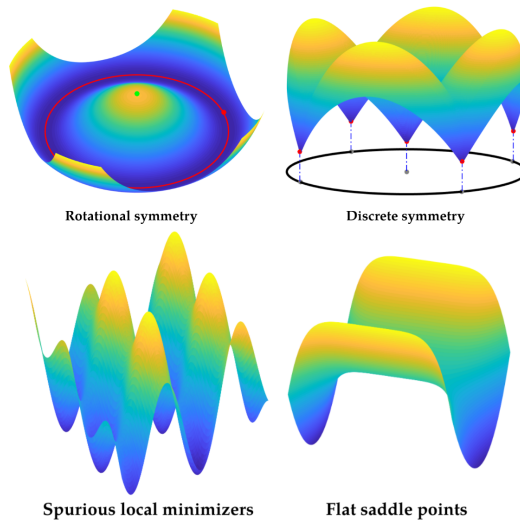 Rotational symmetry
Discrete symmetry
Spurious local minimizers
Flat saddle points